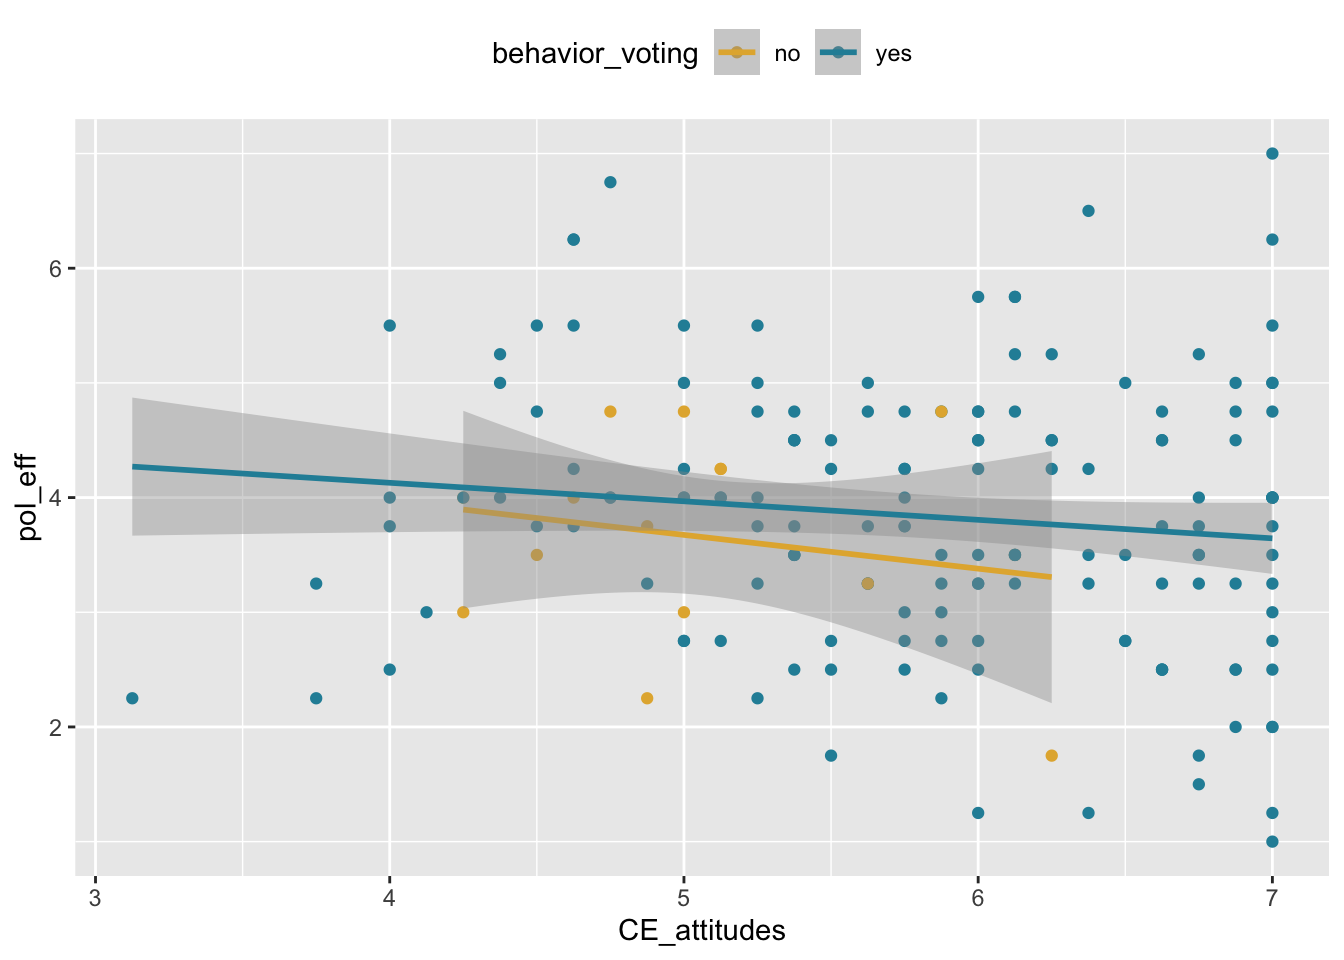 behavior_voting no yes
6
4
2
pol_eff
3 4 5 6 7
CE_attitudes